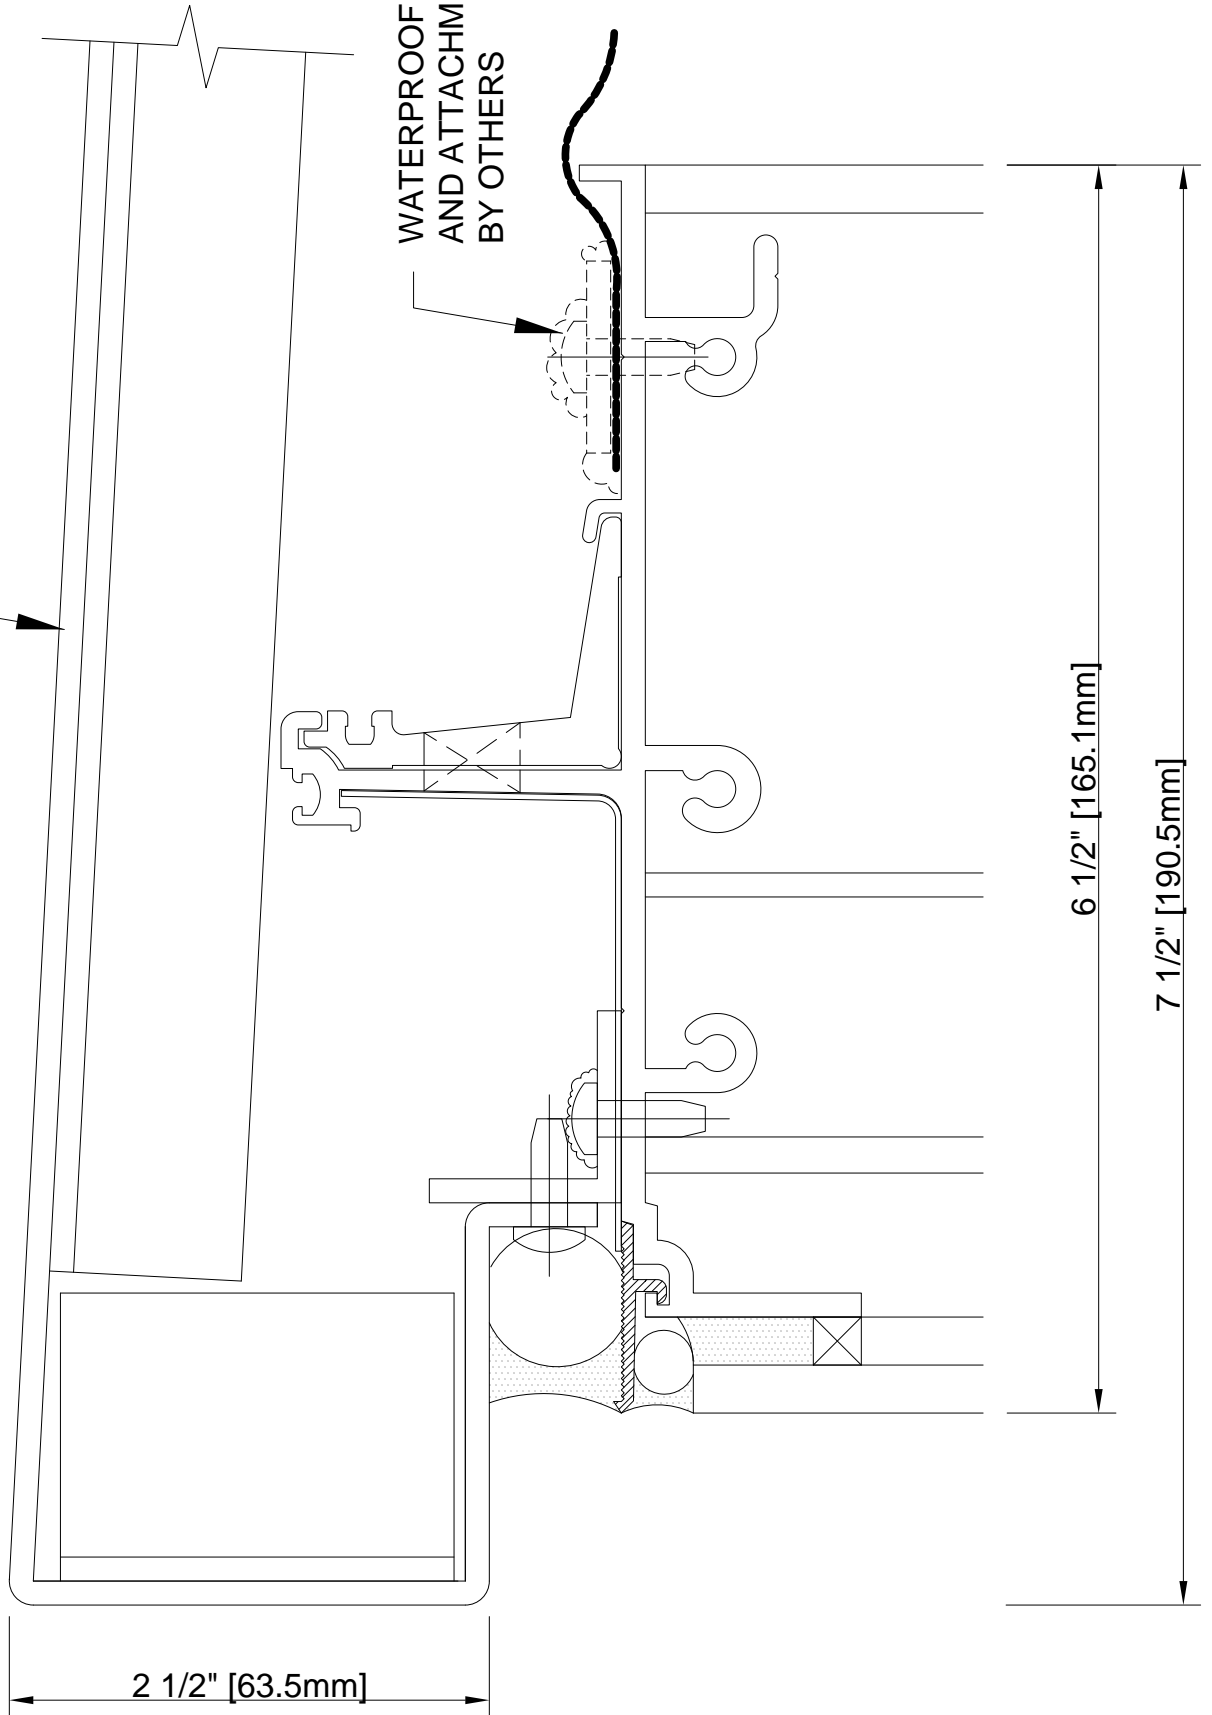 WATERPROOF
AND ATTACHM
BY OTHERS
6 1/2" [165.1mm]
7 1/2" [190.5mm]
2 1/2" [63.5mm]